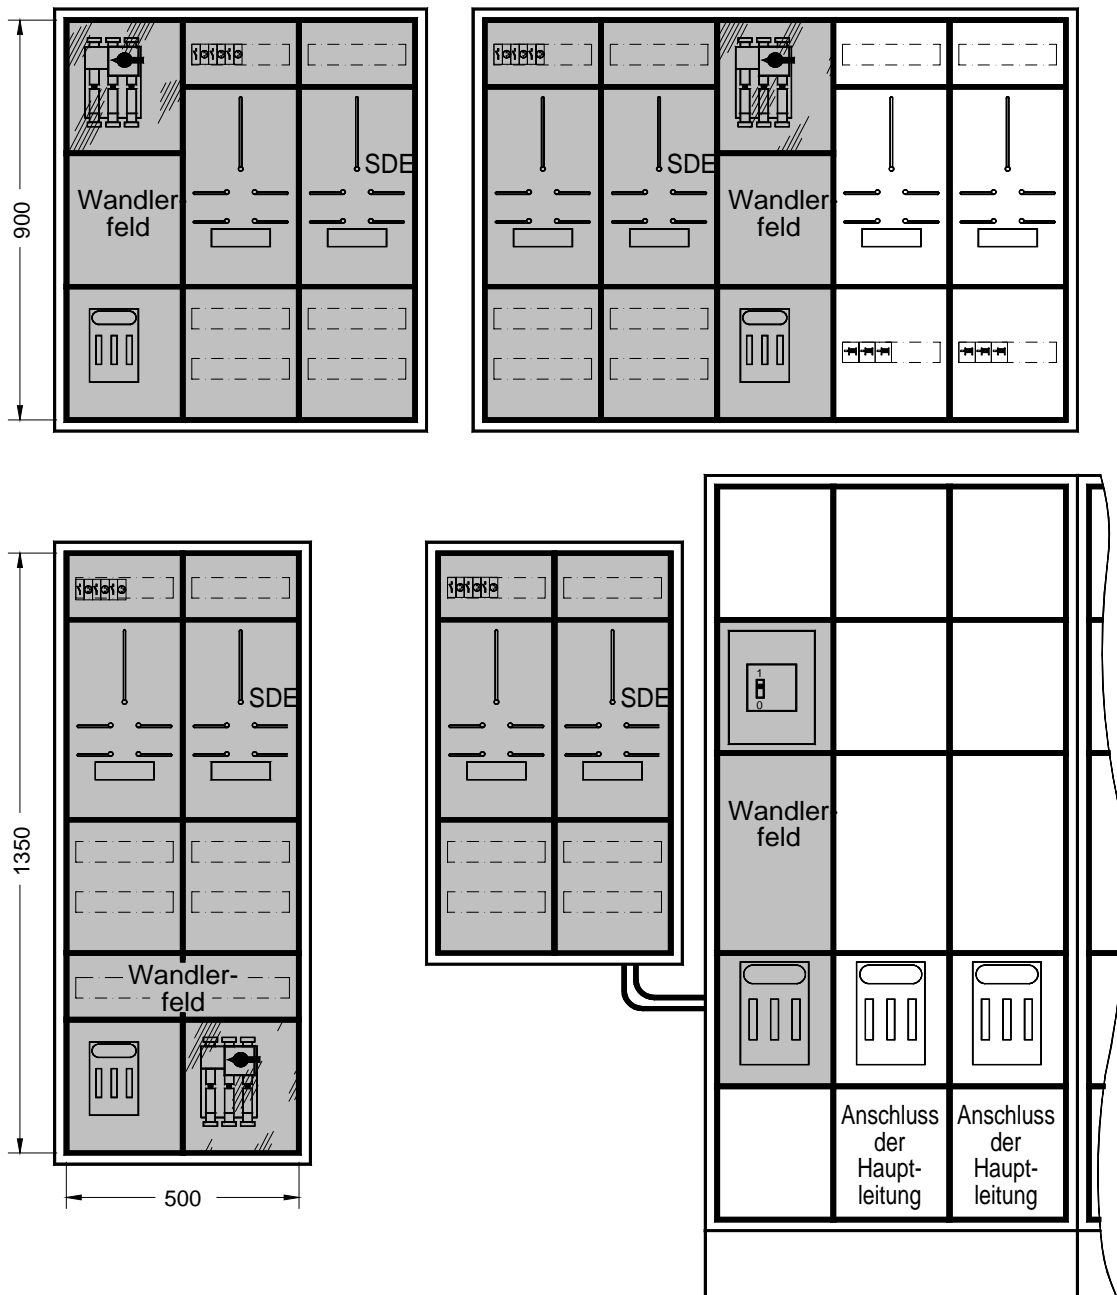 SDE
Wandler-
feld
900
SDE
Wandler-
feld
SDE
Wandler-
feld
1350
500
SDE
1
0
Wandler-
feld
Anschluss
der
Haupt-
leitung
Anschluss
der
Haupt-
leitung